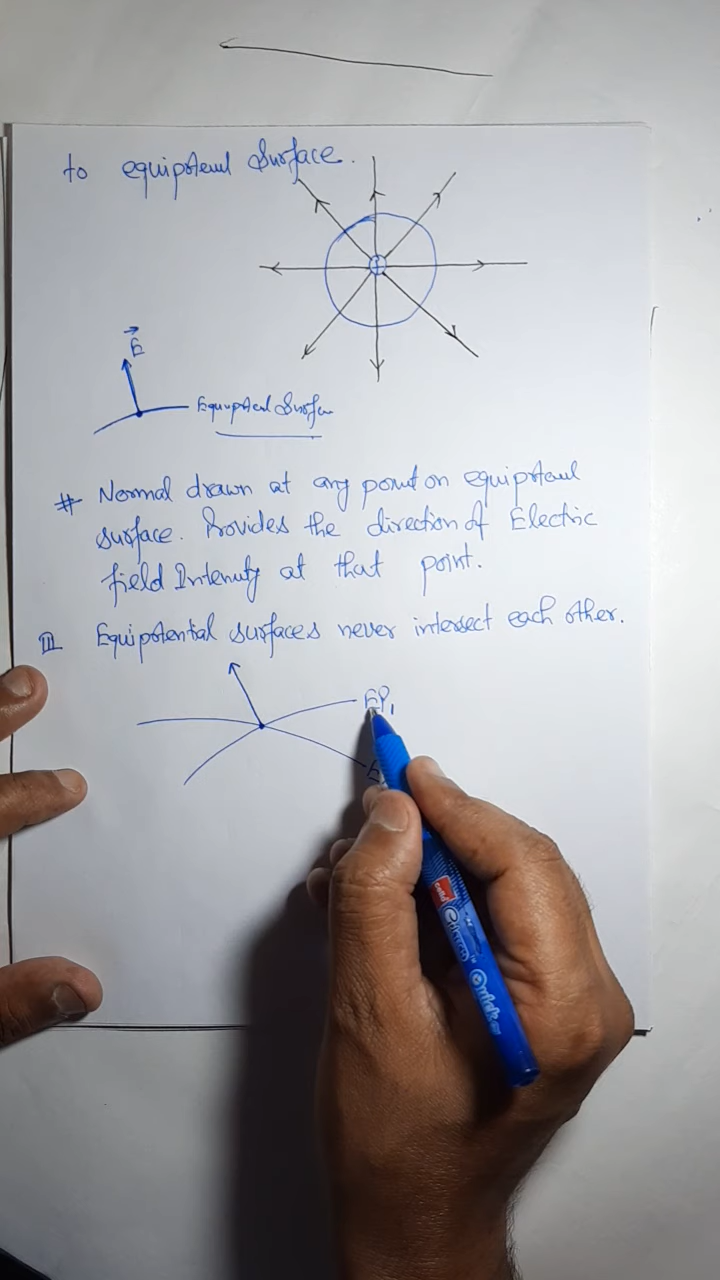 to equipotenl Surface.
E
Equipotenl Surface
# Normal drawn at any point on equipotenl
surface. Provides the direction of Electric
field Intensity at that point.
III Equipotential surfaces never intersect each other.
EP1
E
cello